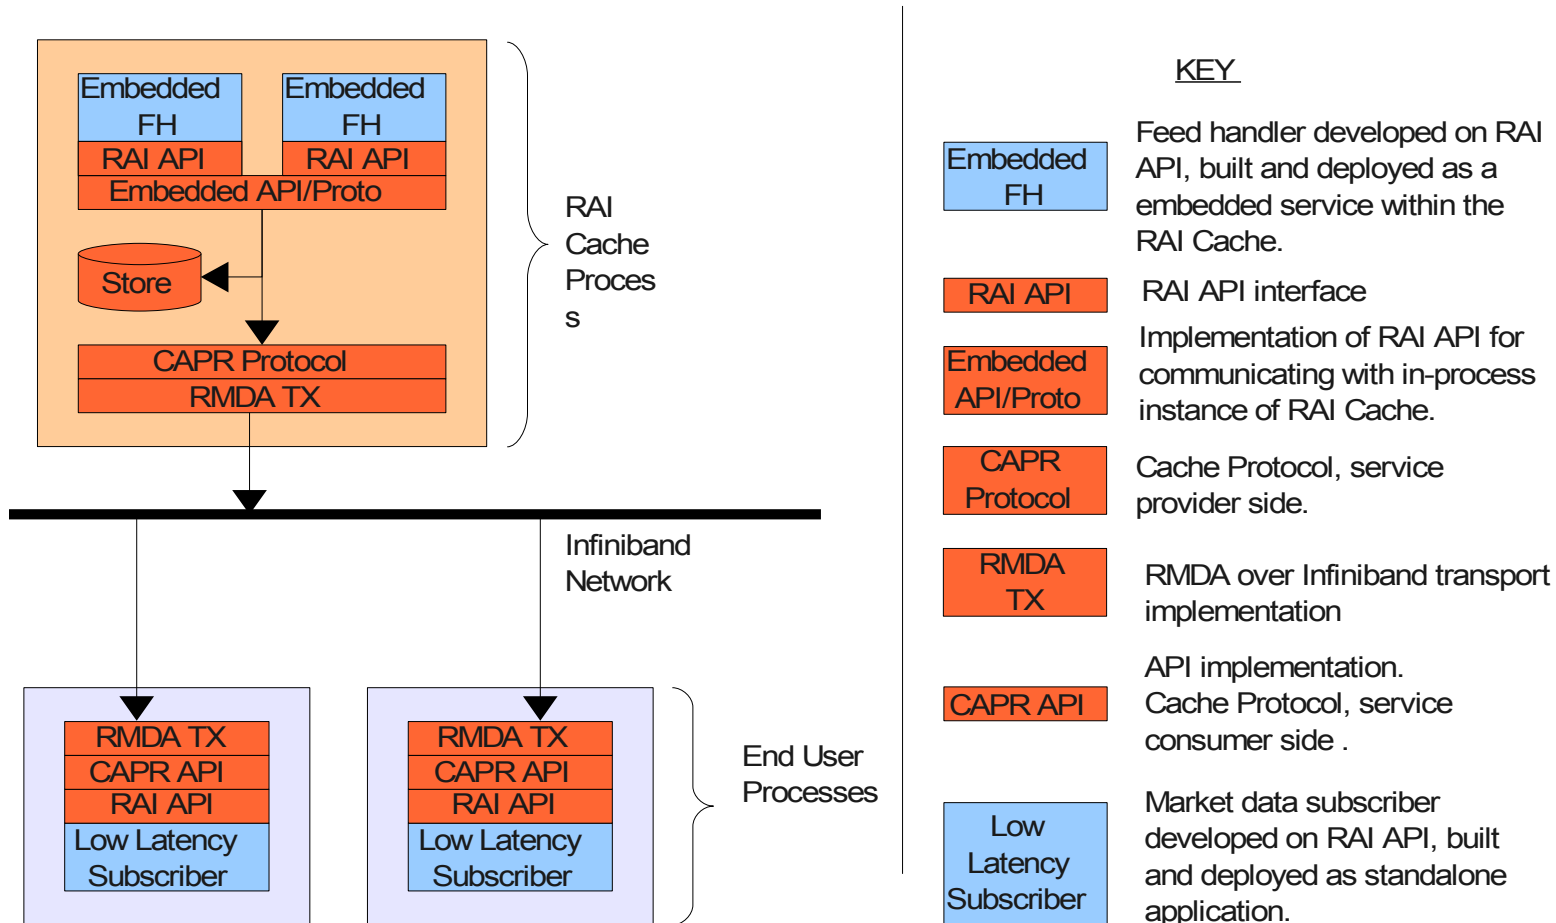 Embedded
FH
Embedded
FH
RAI API
RAI API
Embedded API/Proto
Store
CAPR Protocol
RMDA TX
RAI
Cache
Proces
s
Infiniband
Network
RMDA TX
CAPR API
RAI API
Low Latency
Subscriber
RMDA TX
CAPR API
RAI API
Low Latency
Subscriber
End User
Processes
KEY
Embedded
FH
Feed handler developed on RAI
API, built and deployed as a
embedded service within the
RAI Cache.
RAI API
RAI API interface
Embedded
API/Proto
Implementation of RAI API for
communicating with in-process
instance of RAI Cache.
CAPR
Protocol
Cache Protocol, service
provider side.
RMDA
TX
RMDA over Infiniband transport
implementation
CAPR API
API implementation.
Cache Protocol, service
consumer side .
Low
Latency
Subscriber
Market data subscriber
developed on RAI API, built
and deployed as standalone
application.